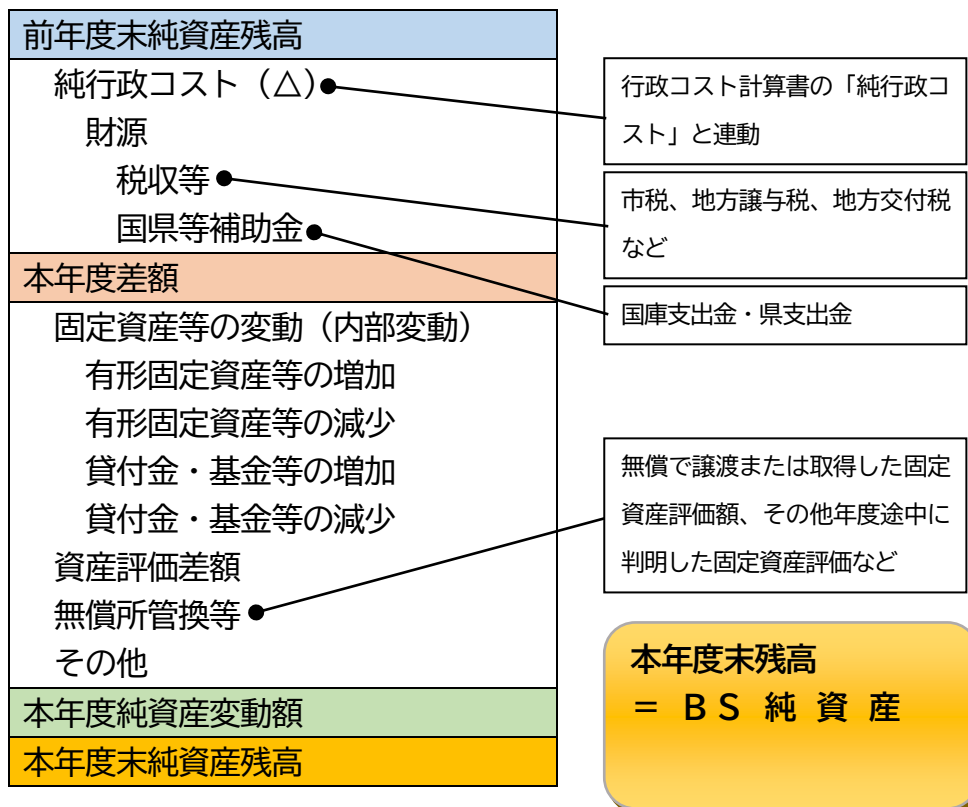 前年度末純資産残高
純行政コスト（△）
財源
税収等
国県等補助金
本年度差額
固定資産等の変動（内部変動）
有形固定資産等の増加
有形固定資産等の減少
貸付金・基金等の増加
貸付金・基金等の減少
資産評価差額
無償所管換等
その他
本年度純資産変動額
本年度末純資産残高
行政コスト計算書の「純行政コ
スト」と連動
市税、地方譲与税、地方交付税
など
国庫支出金・県支出金
無償で譲渡または取得した固定
資産評価額、その他年度途中に
判明した固定資産評価など
本年度末残高
＝ ＢＳ 純 資 産